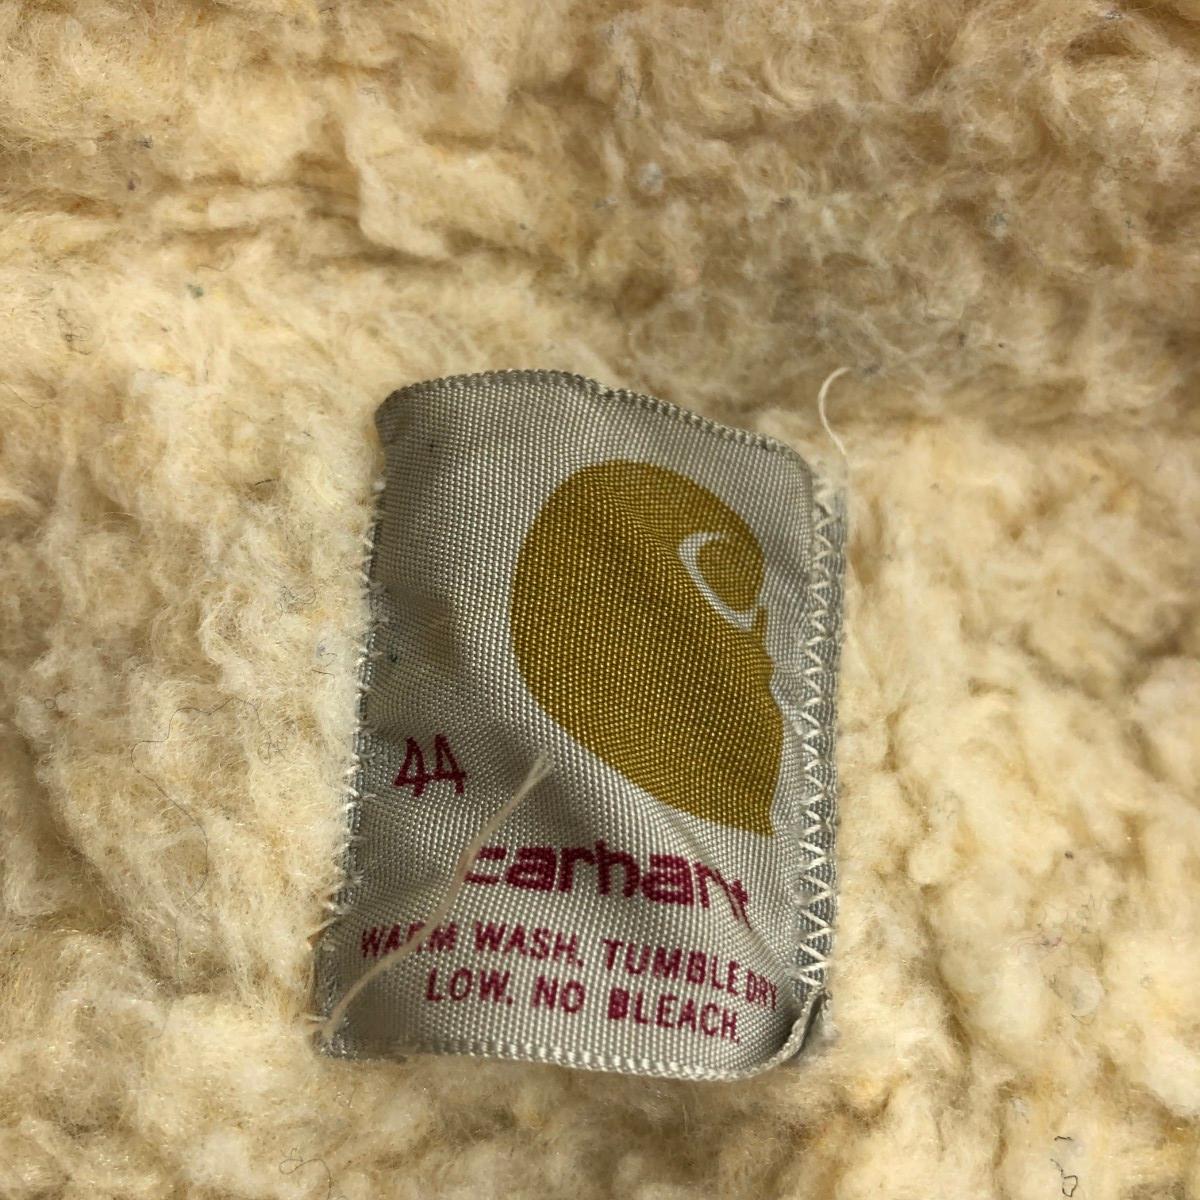 44
carhartt
WARM WASH. TUMBLE DRY
LOW. NO BLEACH.